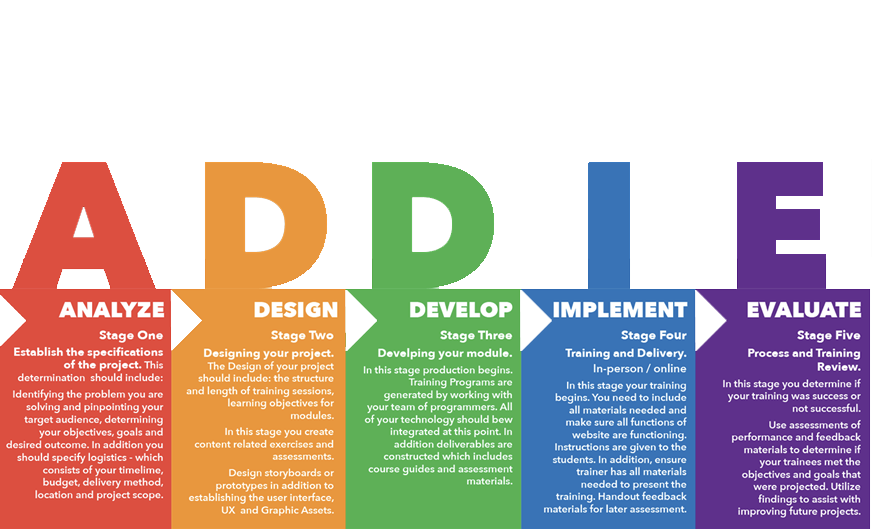 ADDIE
ANALYZE
Stage One
Establish the specifications
of the project. This
determination should include:
Identifying the problem you are
solving and pinpointing your
target audience, determining
your objectives, goals and
desired outcome. In addition you
should specify logistics - which
consists of your timelime,
budget, delivery method,
location and project scope.
DESIGN
Stage Two
Designing your project.
The Design of your project
should include: the structure
and length of training sessions,
learning objectives for
modules.
In this stage you create
content related exercises and
assessments.
Design storyboards or
prototypes in addition to
establishing the user interface,
UX and Graphic Assets.
DEVELOP
Stage Three
Develping your module.
In this stage production begins.
Training Programs are
generated by working with
your team of programmers. All
of your technology should bew
integrated at this point. In
addition deliverables are
constructed which includes
course guides and assessment
materials.
IMPLEMENT
Stage Four
Training and Delivery.
In-person / online
In this stage your training
begins. You need to include
all materials needed and
make sure all functions of
website are functioning.
Instructions are given to the
students. In addition, ensure
trainer has all materials
needed to present the
training. Handout feedback
materials for later assessment.
EVALUATE
Stage Five
Process and Training
Review.
In this stage you determine if
your training was success or
not successful.
Use assessments of
performance and feedback
materials to determine if
your trainees met the
objectives and goals that
were projected. Utilize
findings to assist with
improving future projects.